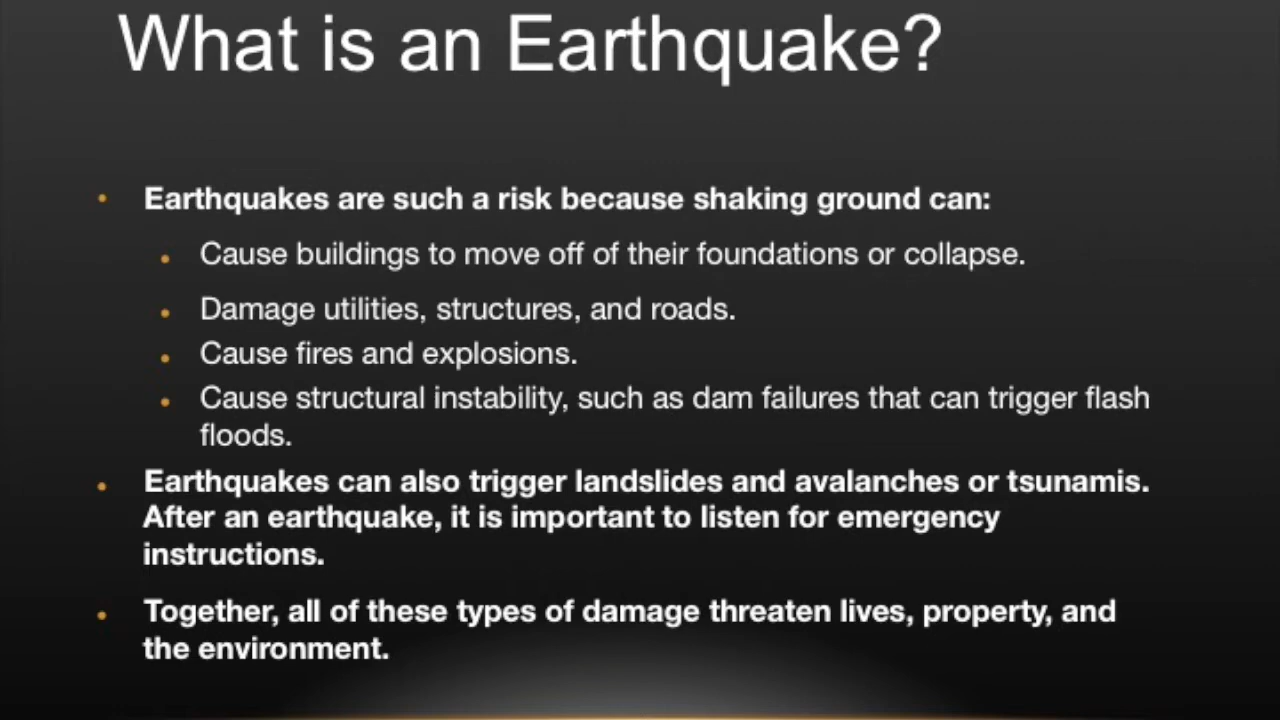 What is an Earthquake?
• Earthquakes are such a risk because shaking ground can:
• Cause buildings to move off of their foundations or collapse.
• Damage utilities, structures, and roads.
• Cause fires and explosions.
• Cause structural instability, such as dam failures that can trigger flash
floods.
• Earthquakes can also trigger landslides and avalanches or tsunamis.
After an earthquake, it is important to listen for emergency
instructions.
• Together, all of these types of damage threaten lives, property, and
the environment.